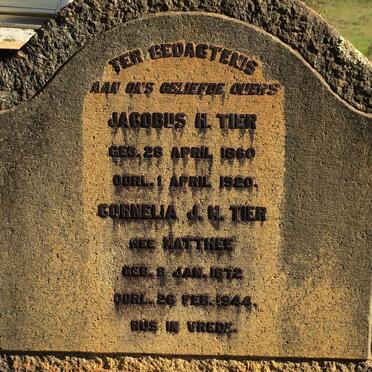 TER GEDAGTENIS
AAN ONS GELIEFDE OUERS
JACOBUS H. TIER
GEB. 28 APRIL 1860
OORL. 1 APRIL 1920.
CORNELIA J. H. TIER
NEE MATTHEE
GEB. 8 JAN. 1872
OORL. 26 FEB. 1944.
RUS IN VREDE.